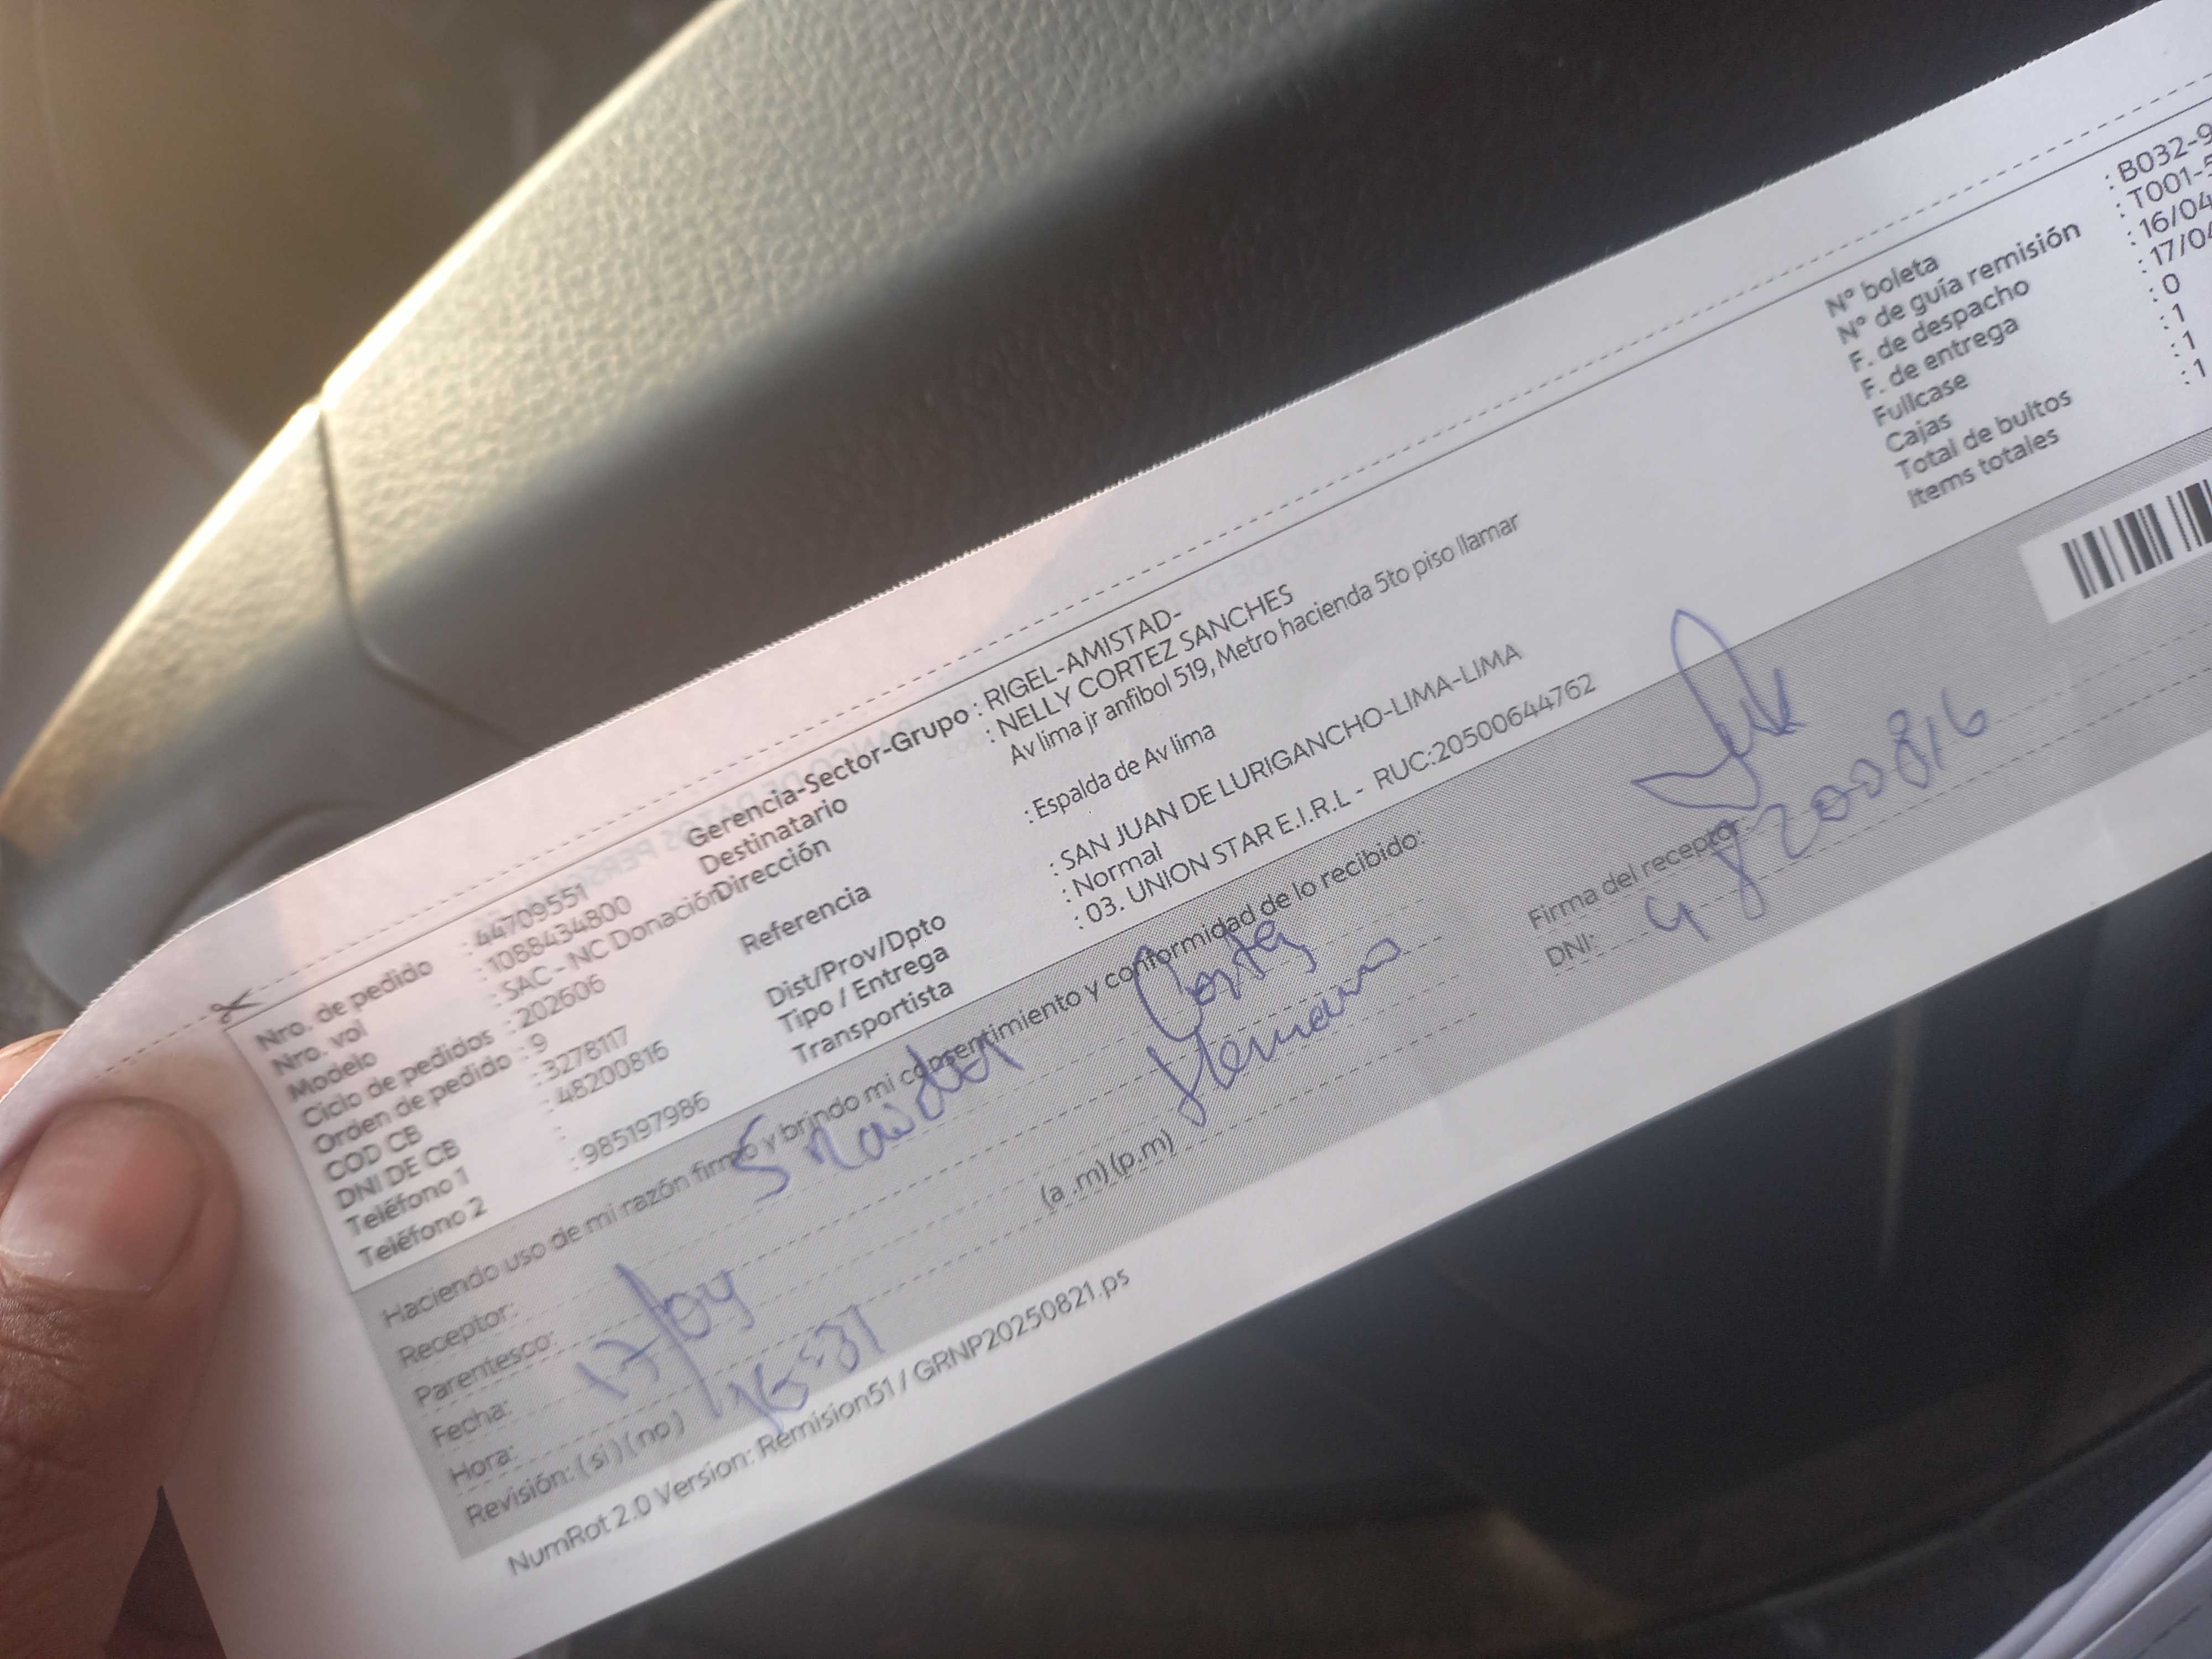 Nro. de pedido : 44709551
Nro. vol : 1088434800
Modelo : SAC - NC Donación
Ciclo de pedidos : 202606
Orden de pedido : 9
COD CB : 3278117
DNI DE CB : 48200816
Teléfono 1 :
Teléfono 2 : 985197986
Gerencia-Sector-Grupo : RIGEL-AMISTAD-
Destinatario : NELLY CORTEZ SANCHES
Dirección Av lima jr anfibol 519, Metro hacienda 5to piso llamar
Referencia : Espalda de Av lima
Dist/Prov/Dpto : SAN JUAN DE LURIGANCHO-LIMA-LIMA
Tipo / Entrega : Normal
Transportista : 03. UNION STAR E.I.R.L - RUC:20500644762
N° boleta : B032-9
N° de guía remisión : T001-5
F. de despacho : 16/04
F. de entrega : 17/04
Fullcase : 0
Cajas : 1
Total de bultos : 1
Items totales : 1
Haciendo uso de mi razón firmo y brindo mi consentimiento y conformidad de lo recibido:
Receptor: Cortez
Parentesco: Hermano
Fecha: 17/04
Hora: 16:31 (a .m) (p.m)
Revisión: ( si ) ( no )
Firma del receptor:
DNI: 48200816
NumRot 2.0 Version: Remision51 / GRNP20250821.ps